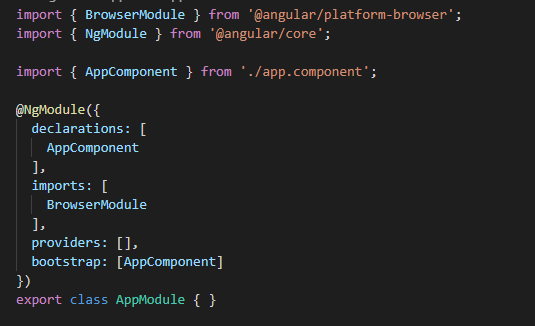 import { BrowserModule } from '@angular/platform-browser';
import { NgModule } from '@angular/core';
import { AppComponent } from './app.component';
@NgModule({
declarations: [
AppComponent
],
imports: [
BrowserModule
],
providers: [],
bootstrap: [AppComponent]
})
export class AppModule { }